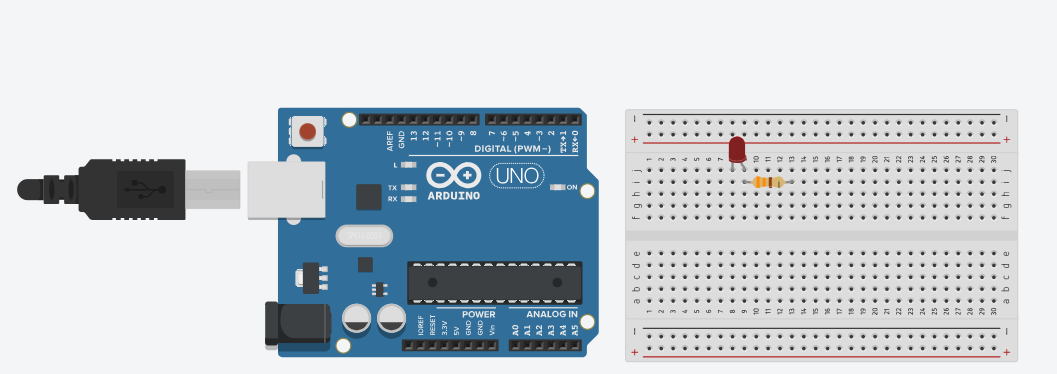 AREF
GND
13
12
~11
~10
~9
8
7
~6
~5
4
~3
2
TX→1
RX←0
DIGITAL (PWM~)
L
TX
RX
ARDUINO
UNO
ON
POWER
ANALOG IN
IOREF
RESET
3.3V
5V
GND
GND
Vin
A0
A1
A2
A3
A4
A5
− −
+ +
1 2 3 4 5 6 7 8 9 10 11 12 13 14 15 16 17 18 19 20 21 22 23 24 25 26 27 28 29 30
j j
i i
h h
g g
f f
e e
d d
c c
b b
a a
1 2 3 4 5 6 7 8 9 10 11 12 13 14 15 16 17 18 19 20 21 22 23 24 25 26 27 28 29 30
− −
+ +